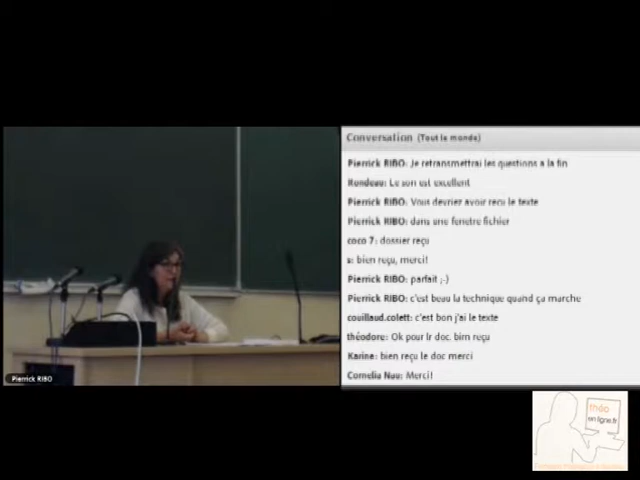 Conversation (Tout le monde)
Pierrick RIBO: Je retransmettrai les questions a la fin
Rondeau: Le son est excellent
Pierrick RIBO: Vous devrier avoir reçu le texte
Pierrick RIBO: dans une fenetre fichier
coco 7: dossier reçu
s: bien reçu, merci!
Pierrick RIBO: parfait ;-)
Pierrick RIBO: c'est beau la technique quand ça marche
couillaud.colett: c'est bon j'ai le texte
théodore: Ok pour lr doc. birn reçu
Karine: bien reçu le doc merci
Cornelia Nau: Merci!
Pierrick RIBO
théo
en ligne.fr